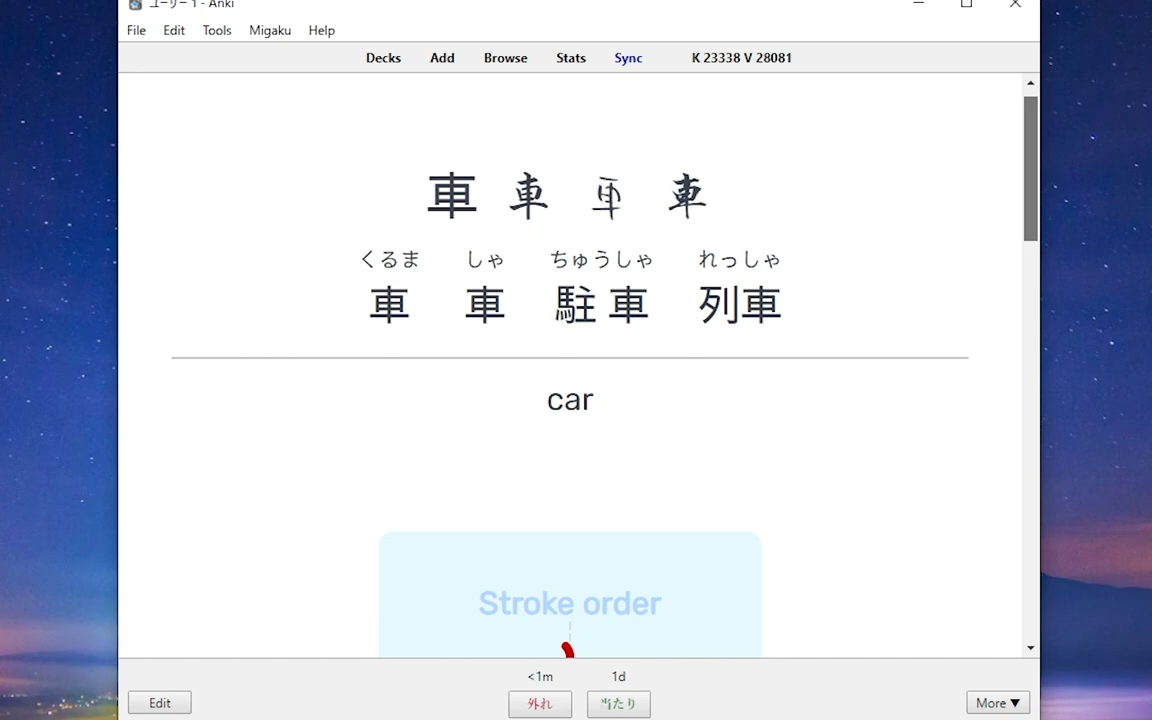 ユーザー 1 - Anki
File Edit Tools Migaku Help
Decks Add Browse Stats Sync K 23338 V 28081
車 車 車 車
くるま しゃ ちゅうしゃ れっしゃ
車 車 駐車 列車
car
Stroke order
<1m 1d
Edit 外れ 当たり More ▼